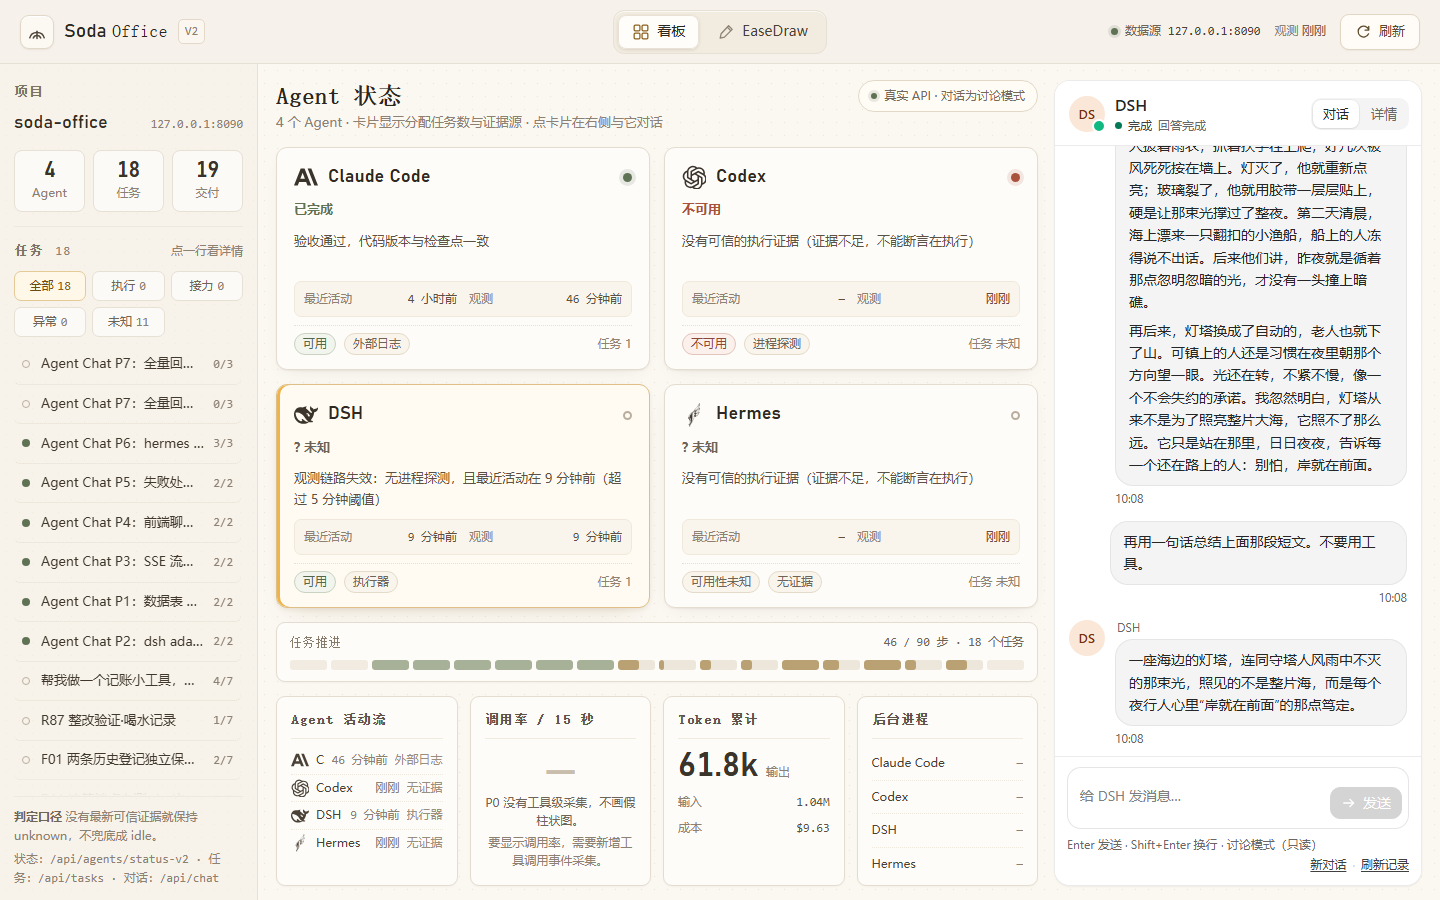 Soda Office V2
看板
EaseDraw
数据源 127.0.0.1:8090
观测 刚刚
刷新
项目
soda-office 127.0.0.1:8090
4 Agent
18 任务
19 交付
任务 18 点一行看详情
全部 18
执行 0
接力 0
异常 0
未知 11
Agent Chat P7：全量回... 0/3
Agent Chat P7：全量回... 0/3
Agent Chat P6：hermes ... 3/3
Agent Chat P5：失败处... 2/2
Agent Chat P4：前端聊... 2/2
Agent Chat P3：SSE 流... 2/2
Agent Chat P1：数据表 ... 2/2
Agent Chat P2：dsh ada... 2/2
帮我做一个记账小工具，... 4/7
R87 整改验证·喝水记录 1/7
F01 两条历史登记独立保... 2/7
判定口径 没有最新可信证据就保持
unknown，不兜底成 idle。
状态：/api/agents/status-v2 · 任
务：/api/tasks · 对话：/api/chat
Agent 状态
4 个 Agent · 卡片显示分配任务数与证据源 · 点卡片在右侧与它对话
真实 API · 对话为讨论模式
Claude Code
已完成
验收通过，代码版本与检查点一致
最近活动 4 小时前 观测 46 分钟前
可用 外部日志 任务 1
Codex
不可用
没有可信的执行证据（证据不足，不能断言在执行）
最近活动 – 观测 刚刚
不可用 进程探测 任务 未知
DSH
? 未知
观测链路失效：无进程探测，且最近活动在 9 分钟前（超
过 5 分钟阈值）
最近活动 9 分钟前 观测 9 分钟前
可用 执行器 任务 1
Hermes
? 未知
没有可信的执行证据（证据不足，不能断言在执行）
最近活动 – 观测 刚刚
可用性未知 无证据 任务 未知
任务推进 46 / 90 步 · 18 个任务
Agent 活动流
C 46 分钟前 外部日志
Codex 刚刚 无证据
DSH 9 分钟前 执行器
Hermes 刚刚 无证据
调用率 / 15 秒
—
P0 没有工具级采集，不画假
柱状图。
要显示调用率，需要新增工
具调用事件采集。
Token 累计
61.8k 输出
输入 1.04M
成本 $9.63
后台进程
Claude Code –
Codex –
DSH –
Hermes –
DS
DSH
完成 回答完成
对话
详情
人披着雨衣，抓着扶手往上爬，好几次被
风死死按在墙上。灯灭了，他就重新点
亮；玻璃裂了，他就用胶带一层层贴上，
硬是让那束光撑过了整夜。第二天清晨，
海上漂来一只翻扣的小渔船，船上的人冻
得说不出话。后来他们讲，昨夜就是循着
那点忽明忽暗的光，才没有一头撞上暗
礁。
再后来，灯塔换成了自动的，老人也就下
了山。可镇上的人还是习惯在夜里朝那个
方向望一眼。光还在转，不紧不慢，像一
个不会失约的承诺。我忽然明白，灯塔从
来不是为了照亮整片大海，它照不了那么
远。它只是站在那里，日日夜夜，告诉每
一个还在路上的人：别怕，岸就在前面。
10:08
再用一句话总结上面那段短文。不要用工
具。
10:08
DS
DSH
一座海边的灯塔，连同守塔人风雨中不灭
的那束光，照见的不是整片海，而是每个
夜行人心里“岸就在前面”的那点笃定。
10:08
给 DSH 发消息...
发送
Enter 发送 · Shift+Enter 换行 · 讨论模式（只读）
新对话 · 刷新记录